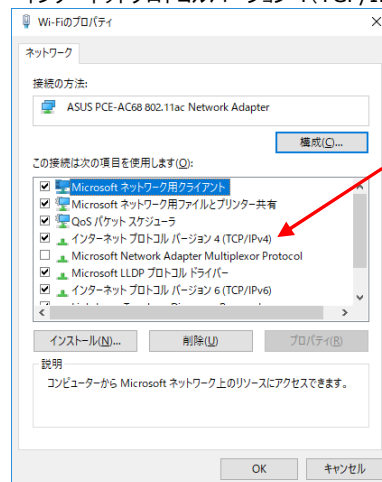 Wi-Fiのプロパティ
ネットワーク
接続の方法:
ASUS PCE-AC68 802.11ac Network Adapter
構成(C)...
この接続は次の項目を使用します(O):
Microsoft ネットワーク用クライアント
Microsoft ネットワーク用ファイルとプリンター共有
QoS パケット スケジューラ
インターネット プロトコル バージョン 4 (TCP/IPv4)
Microsoft Network Adapter Multiplexor Protocol
Microsoft LLDP プロトコル ドライバー
インターネット プロトコル バージョン 6 (TCP/IPv6)
インストール(N)...
削除(U)
プロパティ(R)
説明
コンピューターから Microsoft ネットワーク上のリソースにアクセスできます。
OK
キャンセル